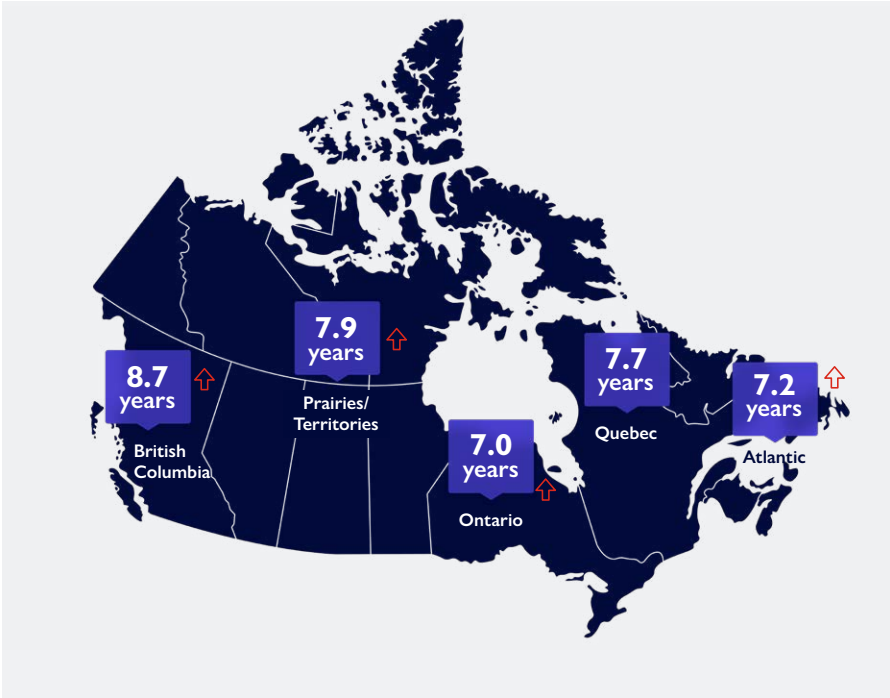 7.9
years
Prairies/
Territories
8.7
years
British
Columbia
7.0
years
Ontario
7.7
years
Quebec
7.2
years
Atlantic